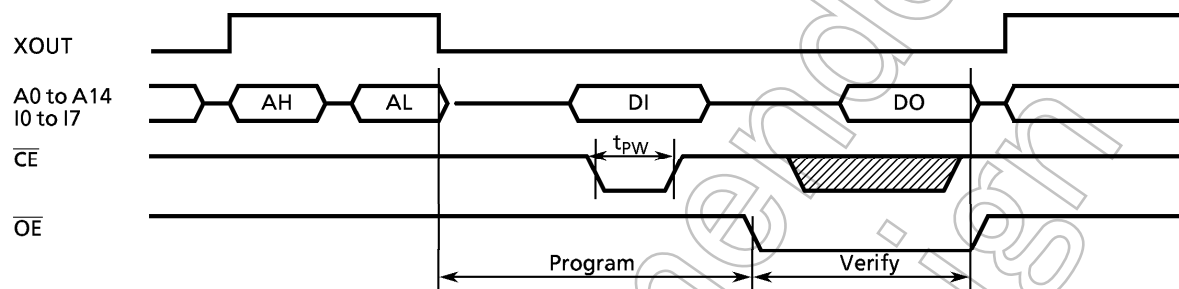 XOUT
A0 to A14
I0 to I7
AH AL DI DO
CE
tPW
OE
Program Verify